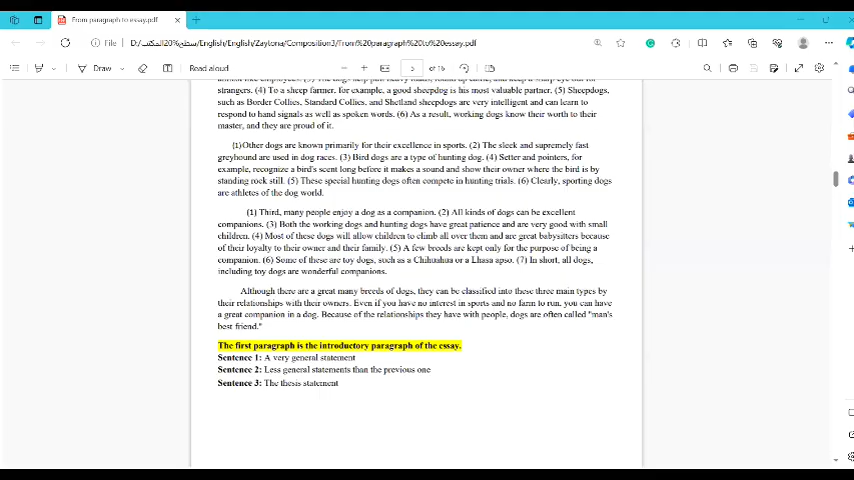 From paragraph to essay.pdf
File
D:/سطح%20المكتب/English/English/Zaytona/Composition3/From%20paragraph%20to%20essay.pdf
Draw
Read aloud
of 16
strangers. (4) To a sheep farmer, for example, a good sheepdog is his most valuable partner. (5) Sheepdogs,
such as Border Collies, Standard Collies, and Shetland sheepdogs are very intelligent and can learn to
respond to hand signals as well as spoken words. (6) As a result, working dogs know their worth to their
master, and they are proud of it.
(1)Other dogs are known primarily for their excellence in sports. (2) The sleek and supremely fast
greyhound are used in dog races. (3) Bird dogs are a type of hunting dog. (4) Setter and pointers, for
example, recognize a bird's scent long before it makes a sound and show their owner where the bird is by
standing rock still. (5) These special hunting dogs often compete in hunting trials. (6) Clearly, sporting dogs
are athletes of the dog world.
(1) Third, many people enjoy a dog as a companion. (2) All kinds of dogs can be excellent
companions. (3) Both the working dogs and hunting dogs have great patience and are very good with small
children. (4) Most of these dogs will allow children to climb all over them and are great babysitters because
of their loyalty to their owner and their family. (5) A few breeds are kept only for the purpose of being a
companion. (6) Some of these are toy dogs, such as a Chihuahua or a Lhasa apso. (7) In short, all dogs,
including toy dogs are wonderful companions.
Although there are a great many breeds of dogs, they can be classified into these three main types by
their relationships with their owners. Even if you have no interest in sports and no farm to run, you can have
a great companion in a dog. Because of the relationships they have with people, dogs are often called "man's
best friend."
The first paragraph is the introductory paragraph of the essay.
Sentence 1: A very general statement
Sentence 2: Less general statements than the previous one
Sentence 3: The thesis statement